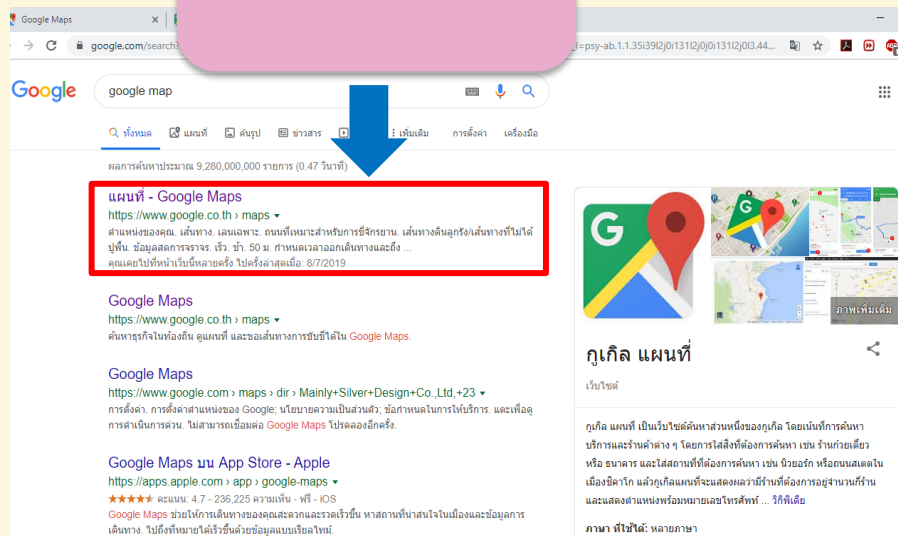 Google Maps
google.com/search?
l=psy-ab.1.1.35i39l2j0i131l2j0j0i131l2j0l3.44...
Google
google map
ทั้งหมด แผนที่ ค้นรูป ข่าวสาร เพิ่มเติม การตั้งค่า เครื่องมือ
ผลการค้นหาประมาณ 9,280,000,000 รายการ (0.47 วินาที)
แผนที่ - Google Maps
https://www.google.co.th › maps
ตำแหน่งของคุณ. เส้นทาง. เลนเฉพาะ. ถนนที่เหมาะสำหรับการขี่จักรยาน. เส้นทางดินลูกรัง/เส้นทางที่ไม่ได้
ปูพื้น. ข้อมูลสดการจราจร. เร็ว. ช้า. 50 ม. กำหนดเวลาออกเดินทางและถึง ...
คุณเคยไปที่หน้าเว็บนี้หลายครั้ง ไปครั้งล่าสุดเมื่อ: 8/7/2019
Google Maps
https://www.google.co.th › maps
ค้นหาธุรกิจในท้องถิ่น ดูแผนที่ และขอเส้นทางการขับขี่ได้ใน Google Maps.
Google Maps
https://www.google.com › maps › dir › Mainly+Silver+Design+Co.,Ltd,+23
การตั้งค่า. การตั้งค่าตำแหน่งของ Google; นโยบายความเป็นส่วนตัว; ข้อกำหนดในการให้บริการ. แตะเพื่อดู
การดำเนินการด่วน. ไม่สามารถเชื่อมต่อ Google Maps โปรดลองอีกครั้ง.
Google Maps บน App Store - Apple
https://apps.apple.com › app › google-maps
คะแนน: 4.7 - 236,225 ความเห็น - ฟรี - iOS
Google Maps ช่วยให้การเดินทางของคุณสะดวกและรวดเร็วขึ้น หาสถานที่น่าสนใจในเมืองและข้อมูลการ
เดินทาง. ไปถึงที่หมายได้เร็วขึ้นด้วยข้อมูลแบบเรียลไทม์.
G
ภาพเพิ่มเติม
กูเกิล แผนที่
เว็บไซต์
กูเกิล แผนที่ เป็นเว็บไซต์ค้นหาส่วนหนึ่งของกูเกิล โดยเน้นที่การค้นหา
บริการและร้านค้าต่าง ๆ โดยการใส่สิ่งที่ต้องการค้นหา เช่น ร้านก๋วยเตี๋ยว
หรือ ธนาคาร และใส่สถานที่ที่ต้องการค้นหา เช่น นิวยอร์ก หรือถนนสเตตใน
เมืองชิคาโก แล้วกูเกิลแผนที่จะแสดงผลว่ามีร้านที่ต้องการอยู่จำนวนกี่ร้าน
และแสดงตำแหน่งพร้อมหมายเลขโทรศัพท์ ... วิกิพีเดีย
ภาษา ที่ใช้ได้: หลายภาษา